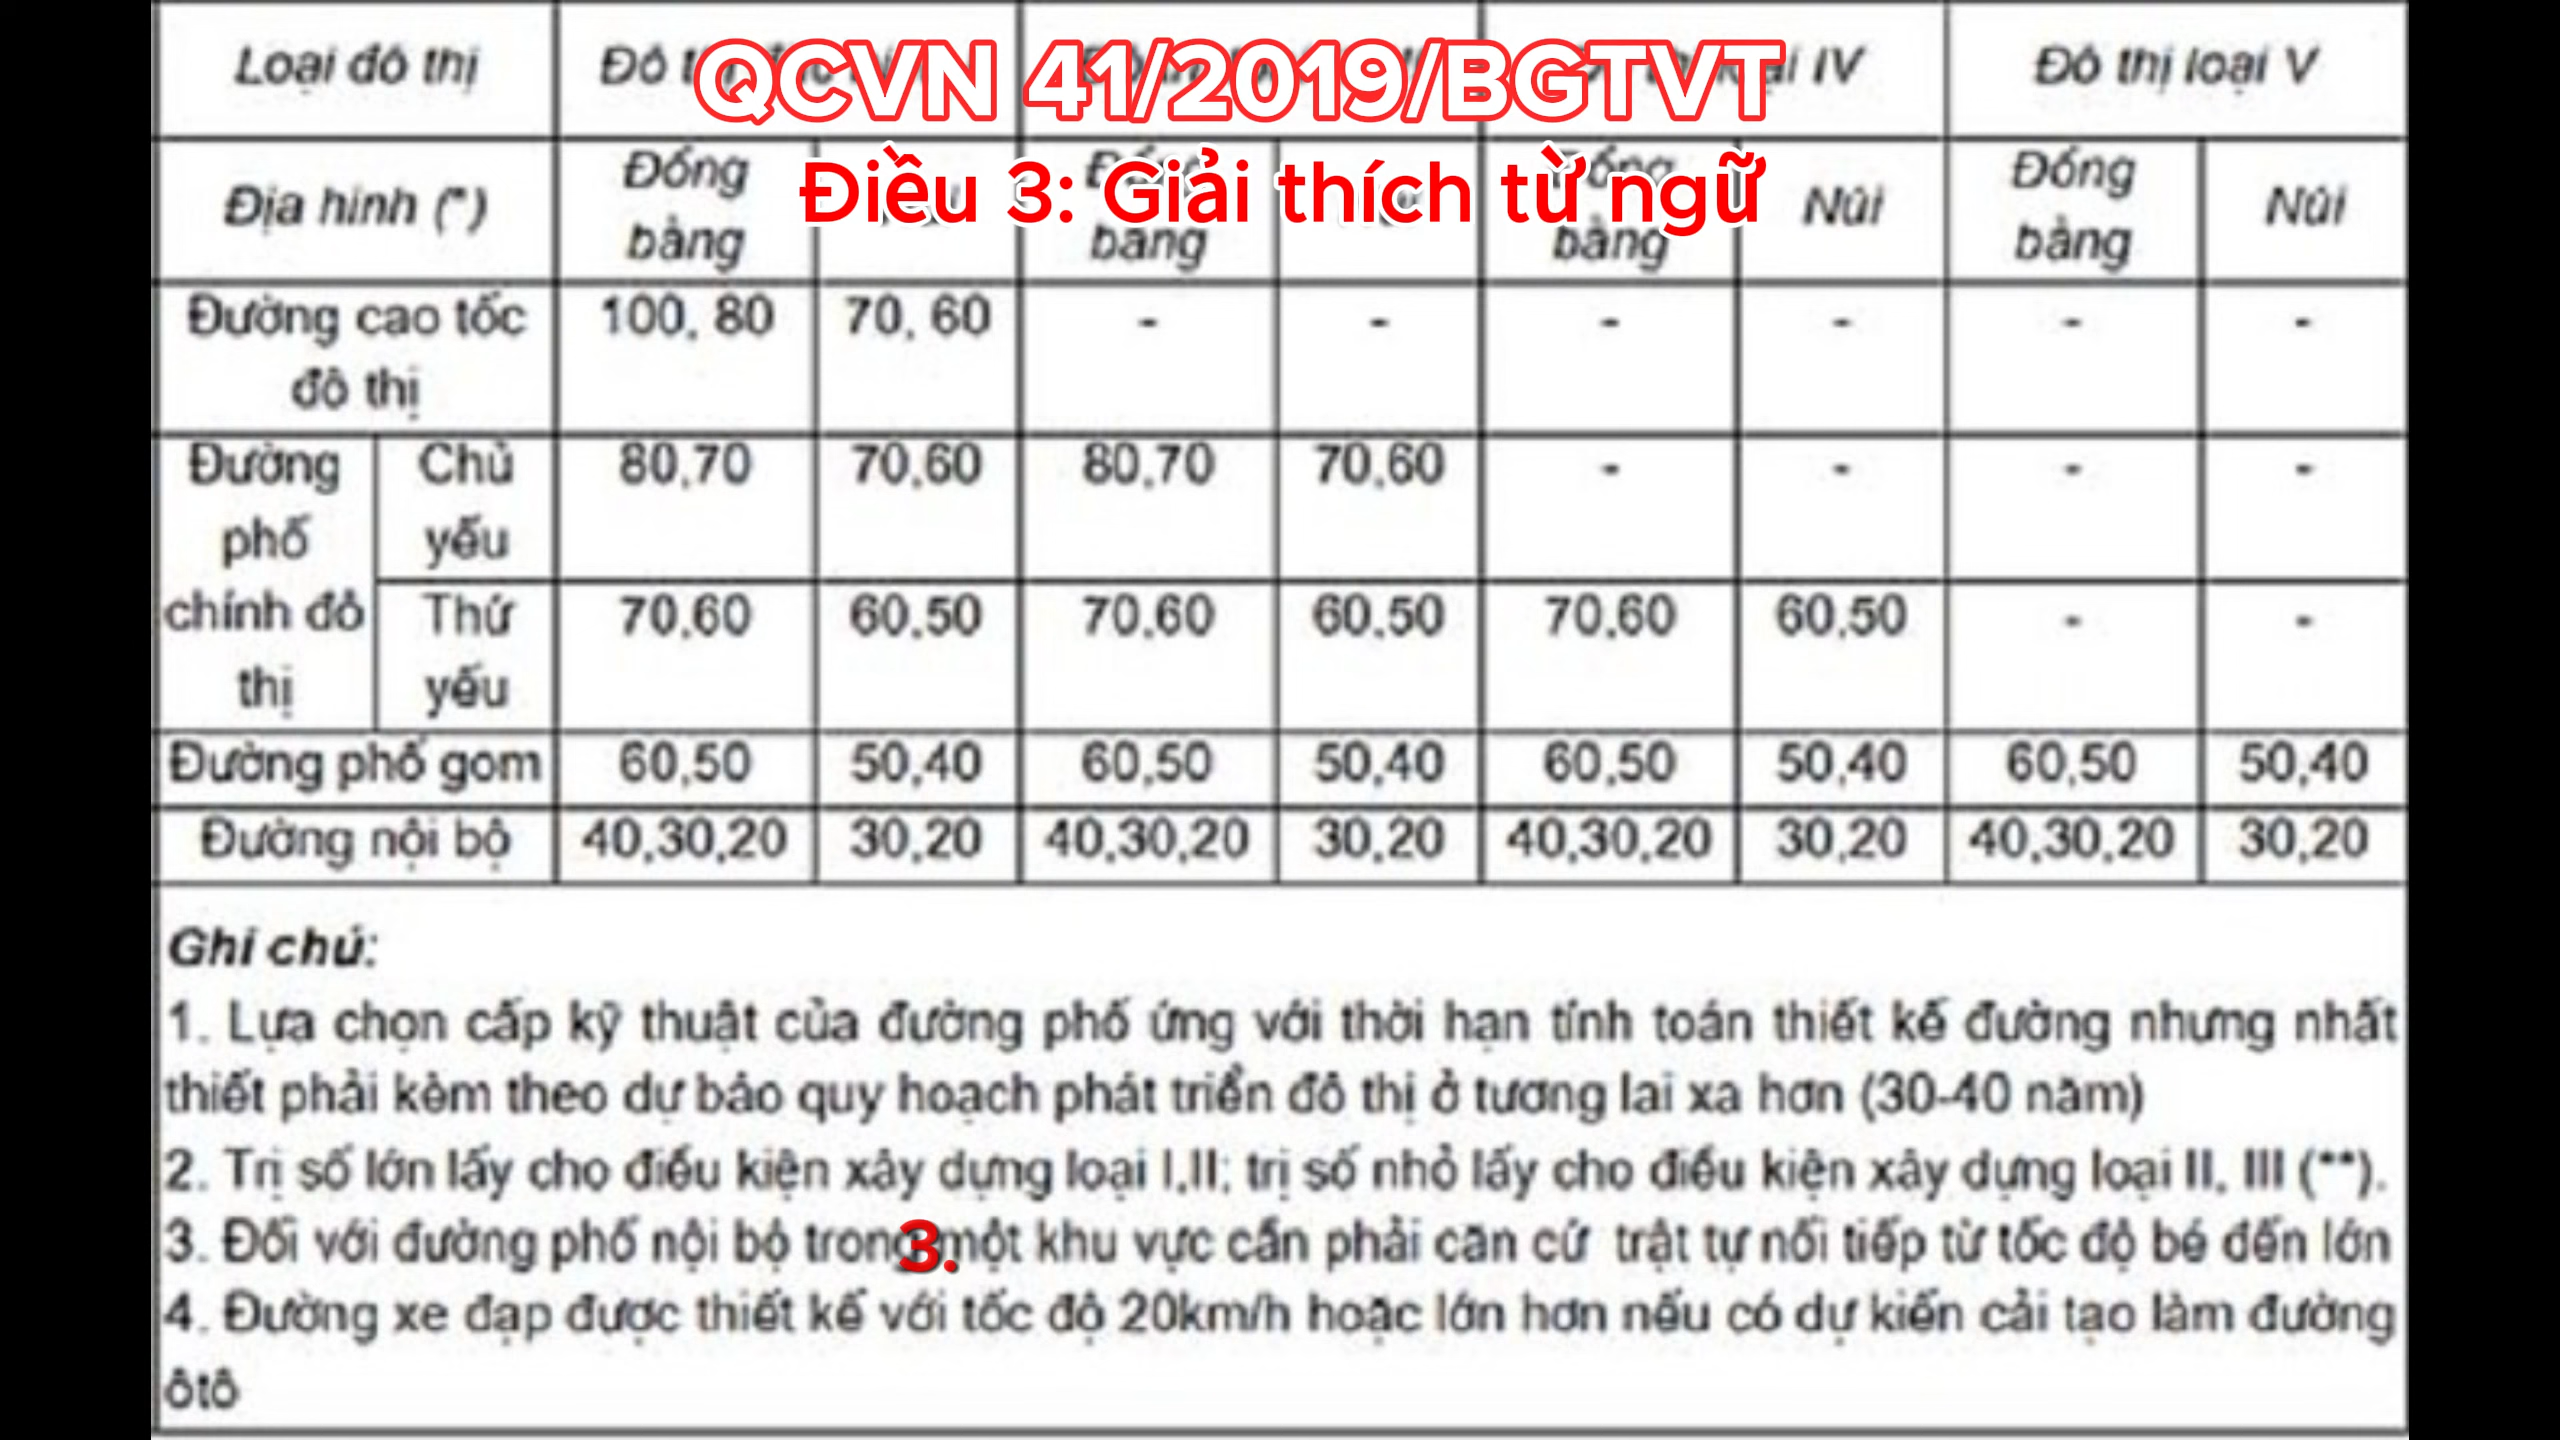 QCVN 41/2019/BGTVT
Điều 3: Giải thích từ ngữ
Loại đô thị Đô IV Đô thị loại V
Địa hình (*) Đồng bằng Đồng bằng Đồng bằng Núi Đồng bằng Núi
Đường cao tốc đô thị 100, 80 70, 60 - - - - - -
Đường phố chính đô thị Chủ yếu 80,70 70,60 80,70 70,60 - - - -
Thứ yếu 70,60 60,50 70,60 60,50 70,60 60,50 - -
Đường phố gom 60,50 50,40 60,50 50,40 60,50 50,40 60,50 50,40
Đường nội bộ 40,30,20 30,20 40,30,20 30,20 40,30,20 30,20 40,30,20 30,20
Ghi chú:
1. Lựa chọn cấp kỹ thuật của đường phố ứng với thời hạn tính toán thiết kế đường nhưng nhất
thiết phải kèm theo dự báo quy hoạch phát triển đô thị ở tương lai xa hơn (30-40 năm)
2. Trị số lớn lấy cho điều kiện xây dựng loại I,II; trị số nhỏ lấy cho điều kiện xây dựng loại II, III (**).
3. Đối với đường phố nội bộ trong một khu vực cần phải căn cứ trật tự nối tiếp từ tốc độ bé đến lớn
3.
4. Đường xe đạp được thiết kế với tốc độ 20km/h hoặc lớn hơn nếu có dự kiến cải tạo làm đường
ôtô